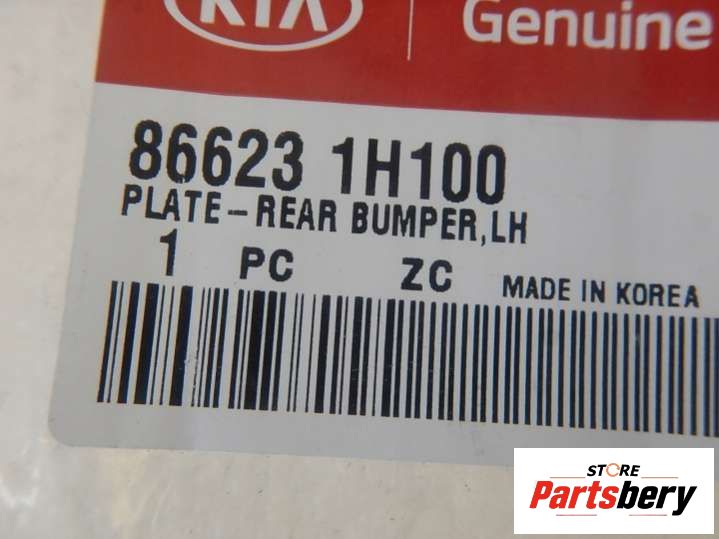 KIA
Genuine
86623 1H100
PLATE-REAR BUMPER,LH
1 PC ZC MADE IN KOREA
STORE
Partsbery